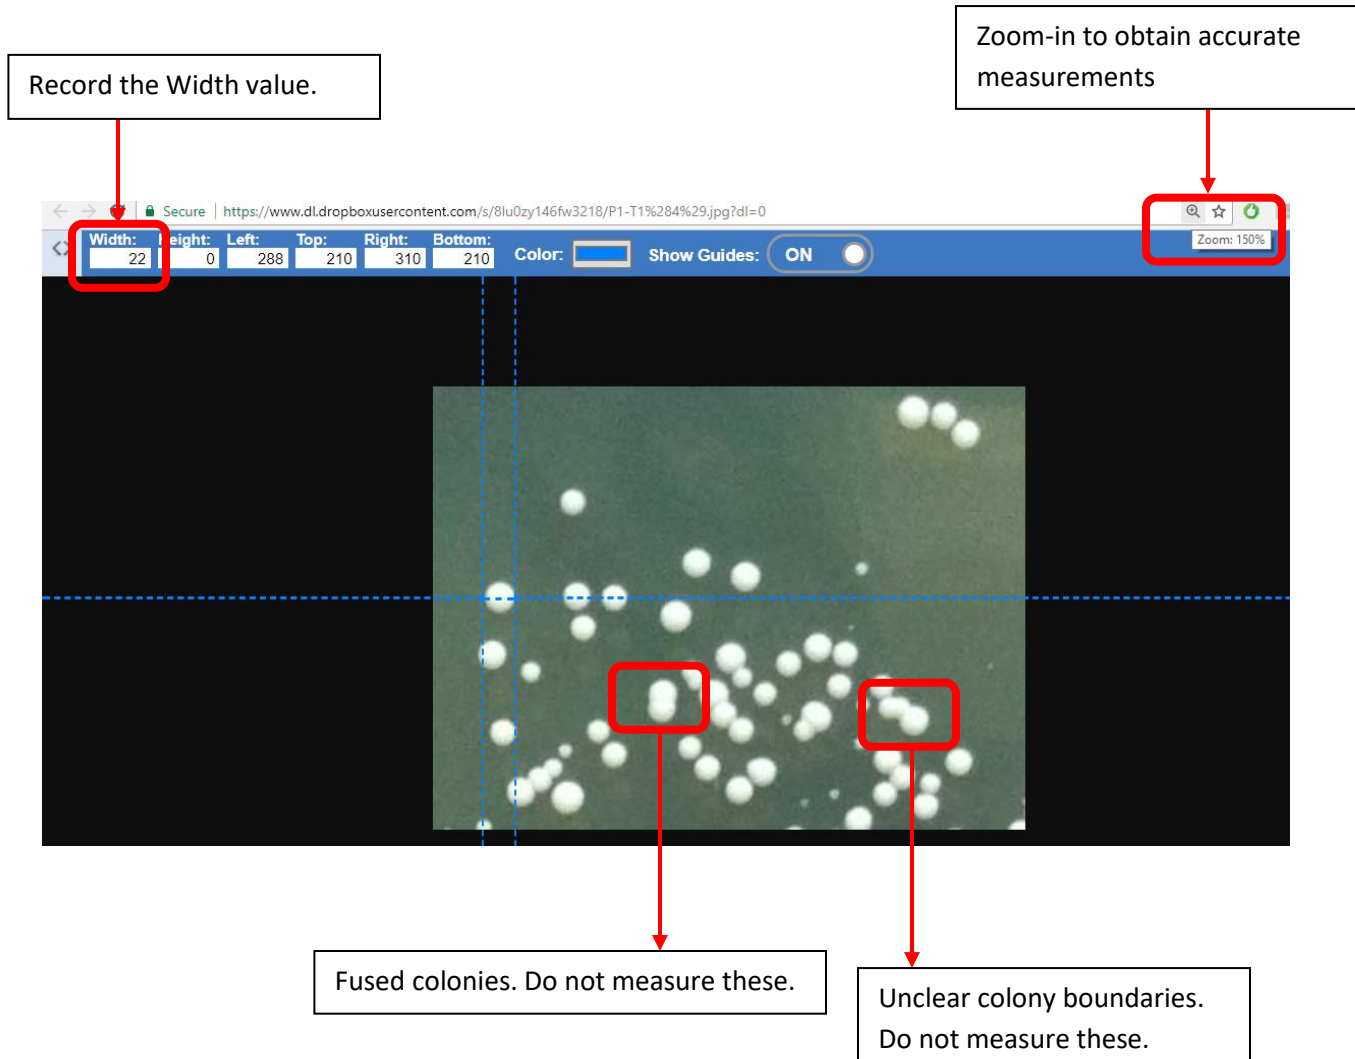 Zoom-in to obtain accurate
measurements
Record the Width value.
Secure | https://www.dl.dropboxusercontent.com/s/8lu0zy146fw3218/P1-T1%284%29.jpg?dl=0
Width: Height: Left: Top: Right: Bottom:
22 0 288 210 310 210
Color: Show Guides: ON
Zoom: 150%
Fused colonies. Do not measure these.
Unclear colony boundaries.
Do not measure these.